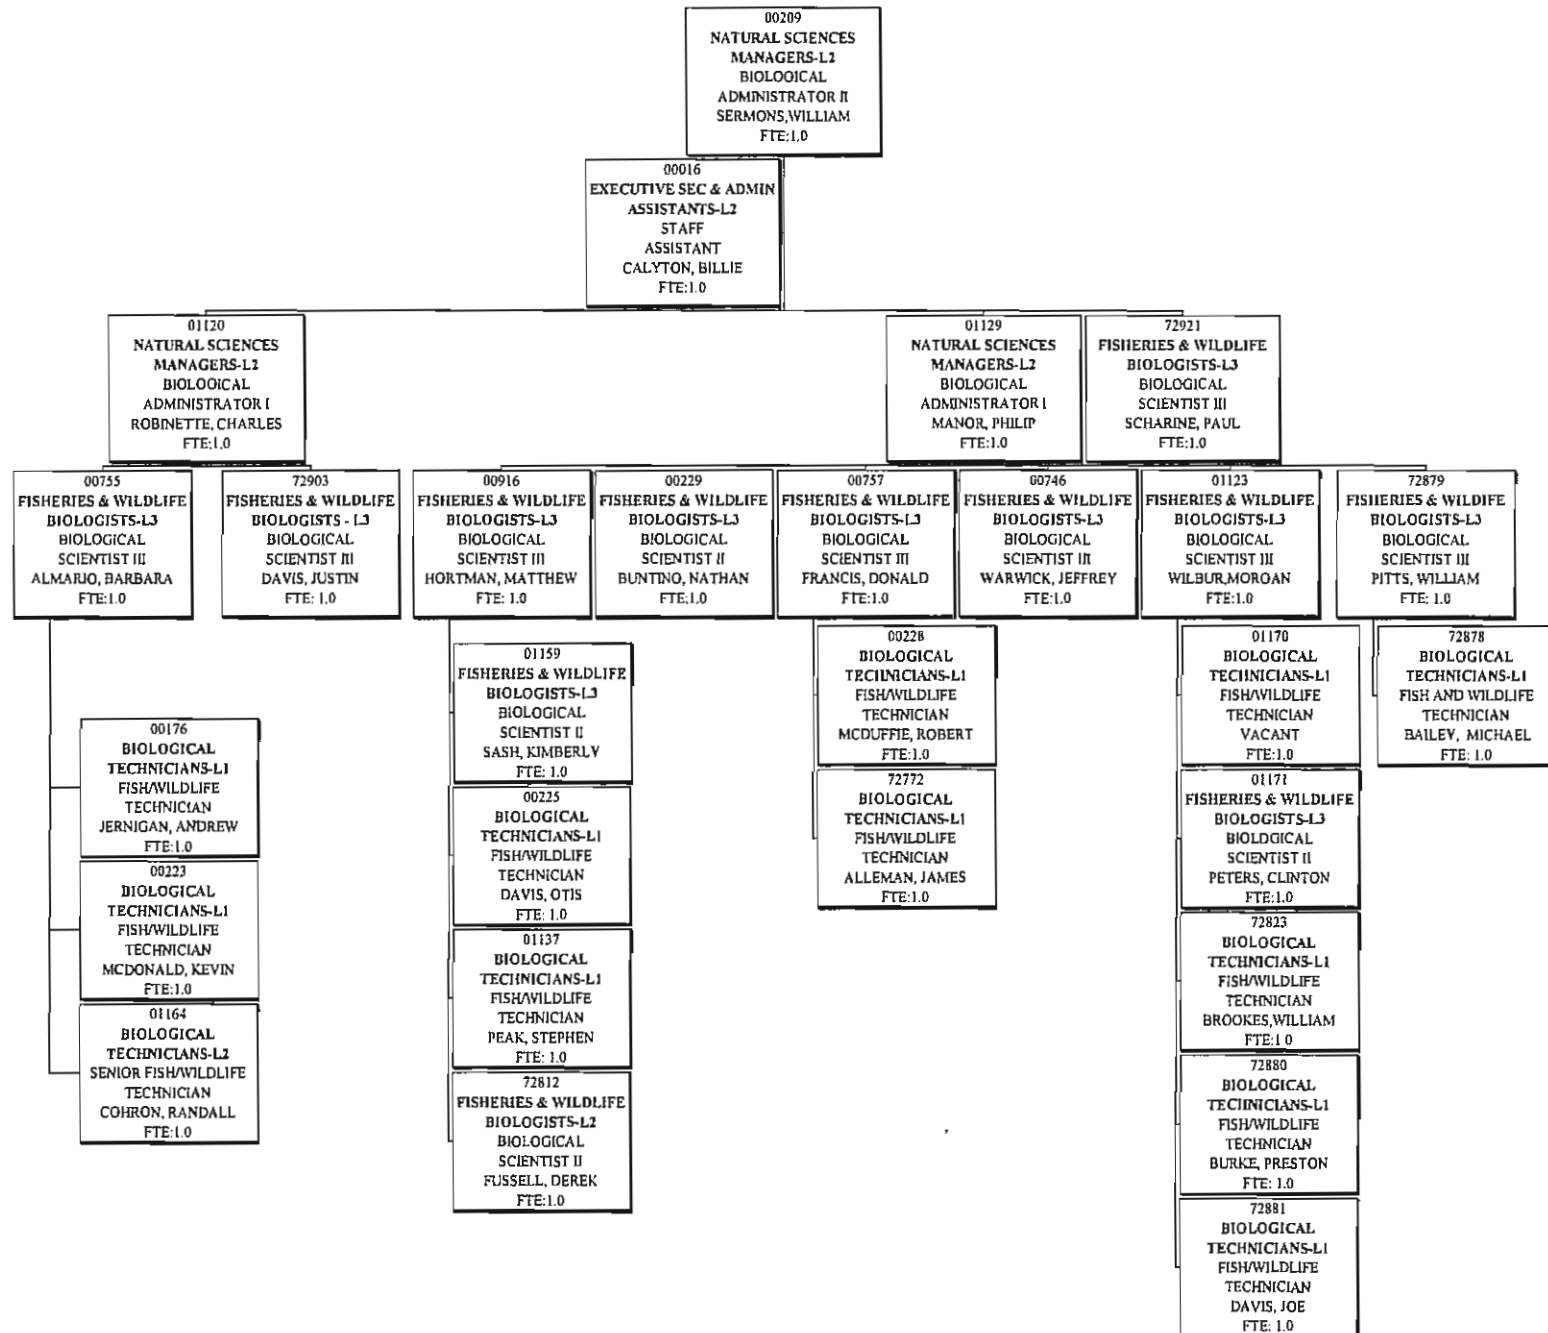 00209
NATURAL SCIENCES
MANAGERS-L2
BIOLOOICAL
ADMINISTRATOR II
SERMONS,WILLIAM
FTE:1.0
00016
EXECUTIVE SEC & ADMIN
ASSISTANTS-L2
STAFF
ASSISTANT
CALYTON, BILLIE
FTE:1.0
01120
NATURAL SCIENCES
MANAGERS-L2
BIOLOOICAL
ADMINISTRATOR I
ROBINETTE, CHARLES
FTE:1.0
01129
NATURAL SCIENCES
MANAGERS-L2
BIOLOGICAL
ADMINISTRATOR I
MANOR, PHILIP
FTE:1.0
72921
FISHERIES & WILDLIFE
BIOLOGISTS-L3
BIOLOGICAL
SCIENTIST III
SCHARINE, PAUL
FTE:1.0
00755
FISHERIES & WILDLIFE
BIOLOGISTS-L3
BIOLOGICAL
SCIENTIST III
ALMARIO, BARBARA
FTE:1.0
72903
FISHERIES & WILDLIFE
BIOLOGISTS - L3
BIOLOGICAL
SCIENTIST III
DAVIS, JUSTIN
FTE: 1.0
00916
FISHERIES & WILDLIFE
BIOLOGISTS-L3
BIOLOGICAL
SCIENTIST III
HORTMAN, MATTHEW
FTE: 1.0
00229
FISHERIES & WILDLIFE
BIOLOGISTS-L3
BIOLOGICAL
SCIENTIST II
BUNTINO, NATHAN
FTE:1.0
00757
FISHERIES & WILDLIFE
BIOLOGISTS-L3
BIOLOGICAL
SCIENTIST III
FRANCIS, DONALD
FTE:1.0
00746
FISHERIES & WILDLIFE
BIOLOGISTS-L3
BIOLOGICAL
SCIENTIST III
WARWICK, JEFFREY
FTE:1.0
01123
FISHERIES & WILDLIFE
BIOLOGISTS-L3
BIOLOGICAL
SCIENTIST III
WILBUR,MOROAN
FTE:1.0
72879
FISHERIES & WILDIFE
BIOLOGISTS-L3
BIOLOGICAL
SCIENTIST III
PITTS, WILLIAM
FTE: 1.0
00176
BIOLOGICAL
TECHNICIANS-L1
FISH/WILDLIFE
TECHNICIAN
JERNIGAN, ANDREW
FTE:1.0
00223
BIOLOGICAL
TECHNICIANS-L1
FISH/WILDLIFE
TECHNICIAN
MCDONALD, KEVIN
FTE:1.0
01164
BIOLOGICAL
TECHNICIANS-L2
SENIOR FISH/WILDLIFE
TECHNICIAN
COHRON, RANDALL
FTE:1.0
01159
FISHERIES & WILDLIFE
BIOLOGISTS-L3
BIOLOGICAL
SCIENTIST II
SASH, KIMBERLY
FTE: 1.0
00225
BIOLOGICAL
TECHNICIANS-L1
FISH/WILDLIFE
TECHNICIAN
DAVIS, OTIS
FTE: 1.0
01137
BIOLOGICAL
TECHNICIANS-L1
FISH/WILDLIFE
TECHNICIAN
PEAK, STEPHEN
FTE: 1.0
72812
FISHERIES & WILDLIFE
BIOLOGISTS-L2
BIOLOGICAL
SCIENTIST II
FUSSELL, DEREK
FTE:1.0
00228
BIOLOGICAL
TECHNICIANS-L1
FISH/WILDLIFE
TECHNICIAN
MCDUFFIE, ROBERT
FTE:1.0
72772
BIOLOGICAL
TECHNICIANS-L1
FISH/WILDLIFE
TECHNICIAN
ALLEMAN, JAMES
FTE:1.0
01170
BIOLOGICAL
TECHNICIANS-L1
FISH/WILDLIFE
TECHNICIAN
VACANT
FTE:1.0
01171
FISHERIES & WILDLIFE
BIOLOGISTS-L3
BIOLOGICAL
SCIENTIST II
PETERS, CLINTON
FTE:1.0
72823
BIOLOGICAL
TECHNICIANS-L1
FISH/WILDLIFE
TECHNICIAN
BROOKES,WILLIAM
FTE:1.0
72880
BIOLOGICAL
TECHNICIANS-L1
FISH/WILDLIFE
TECHNICIAN
BURKE, PRESTON
FTE: 1.0
72881
BIOLOGICAL
TECHNICIANS-L1
FISH/WILDLIFE
TECHNICIAN
DAVIS, JOE
FTE: 1.0
72878
BIOLOGICAL
TECHNICIANS-L1
FISH AND WILDLIFE
TECHNICIAN
BAILEY, MICHAEL
FTE: 1.0